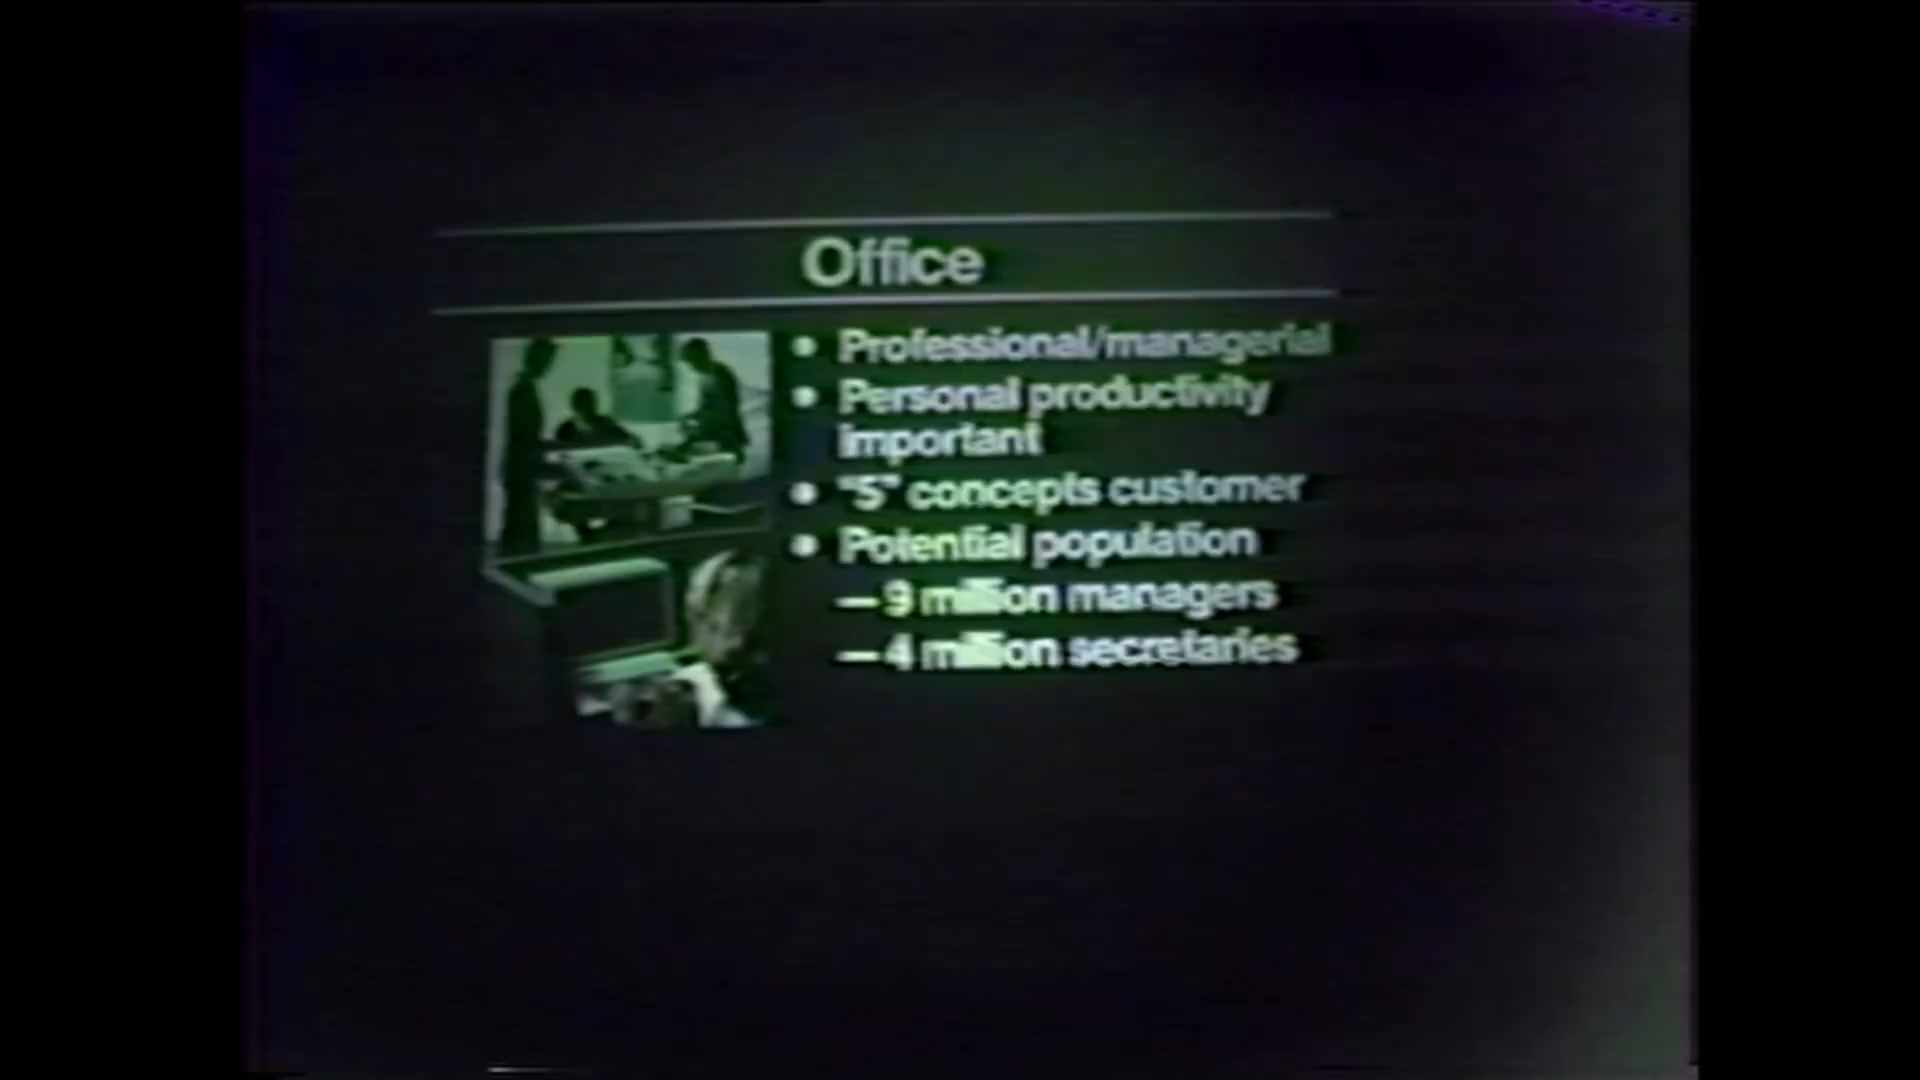 Office
• Professional/managerial
• Personal productivity
important
• "5" concepts customer
• Potential population
— 9 million managers
— 4 million secretaries